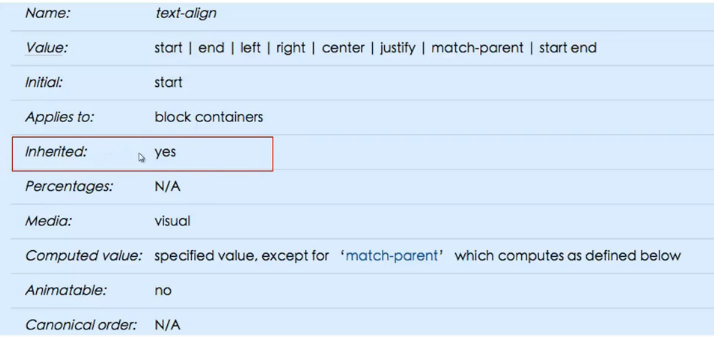 Name: text-align
Value: start | end | left | right | center | justify | match-parent | start end
Initial: start
Applies to: block containers
Inherited: yes
Percentages: N/A
Media: visual
Computed value: specified value, except for ‘match-parent’ which computes as defined below
Animatable: no
Canonical order: N/A